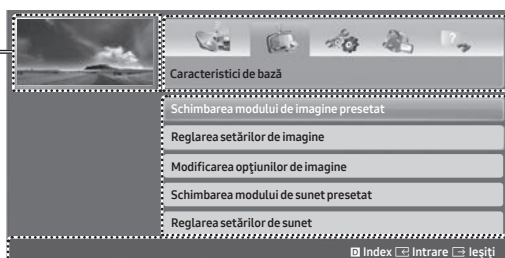 Caracteristici de bază
Schimbarea modului de imagine presetat
Reglarea setărilor de imagine
Modificarea opţiunilor de imagine
Schimbarea modului de sunet presetat
Reglarea setărilor de sunet
D Index Intrare Ieşiţi